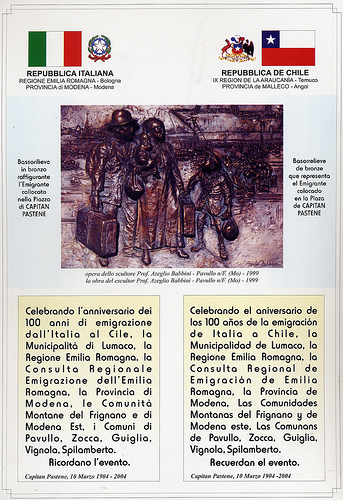 REPUBBLICA ITALIANA
REGIONE EMILIA ROMAGNA - Bologna
PROVINCIA di MODENA - Modena
REPUBBLICA DE CHILE
IX REGION DE LA ARAUCANÍA - Temuco
PROVINCIA de MALLECO - Angol
Bassorilievo
in bronzo
raffigurante
l'Emigrante
collocato
nella Piazza
di CAPITAN
PASTENE
Basorrelieve
de bronze
que representa
el Emigrante
colocado
en la Plaza
de CAPITAN
PASTENE
opera dello scultore Prof. Azeglio Babbini - Pavullo n/F. (Mo) - 1999
la obra del escultor Prof. Azeglio Babbini - Pavullo n/F. (Mo) - 1999
Celebrando l'anniversario dei
100 anni di emigrazione
dall'Italia al Cile, la
Municipalità di Lumaco, la
Regione Emilia Romagna, la
Consulta Regionale
Emigrazione dell'Emilia
Romagna, la Provincia di
Modena, le Comunità
Montane del Frignano e di
Modena Est, i Comuni di
Pavullo, Zocca, Guiglia,
Vignola, Spilamberto.
Ricordano l'evento.
Capitan Pastene, 10 Marzo 1904 - 2004
Celebrando el aniversario de
los 100 años de la emigración
de Italia a Chile, la
Municipalidad de Lumaco, la
Regione Emilia Romagna, la
Consulta Regional de
Emigración de Emilia
Romagna, la Provincia de
Modena, Las Comunidades
Montanas del Frignano y de
Modena este, Las Comunans
de Pavullo, Zocca, Guiglia,
Vignola, Spilamberto.
Recuerdan el evento.
Capitan Pastene, 10 Marzo 1904 -2004